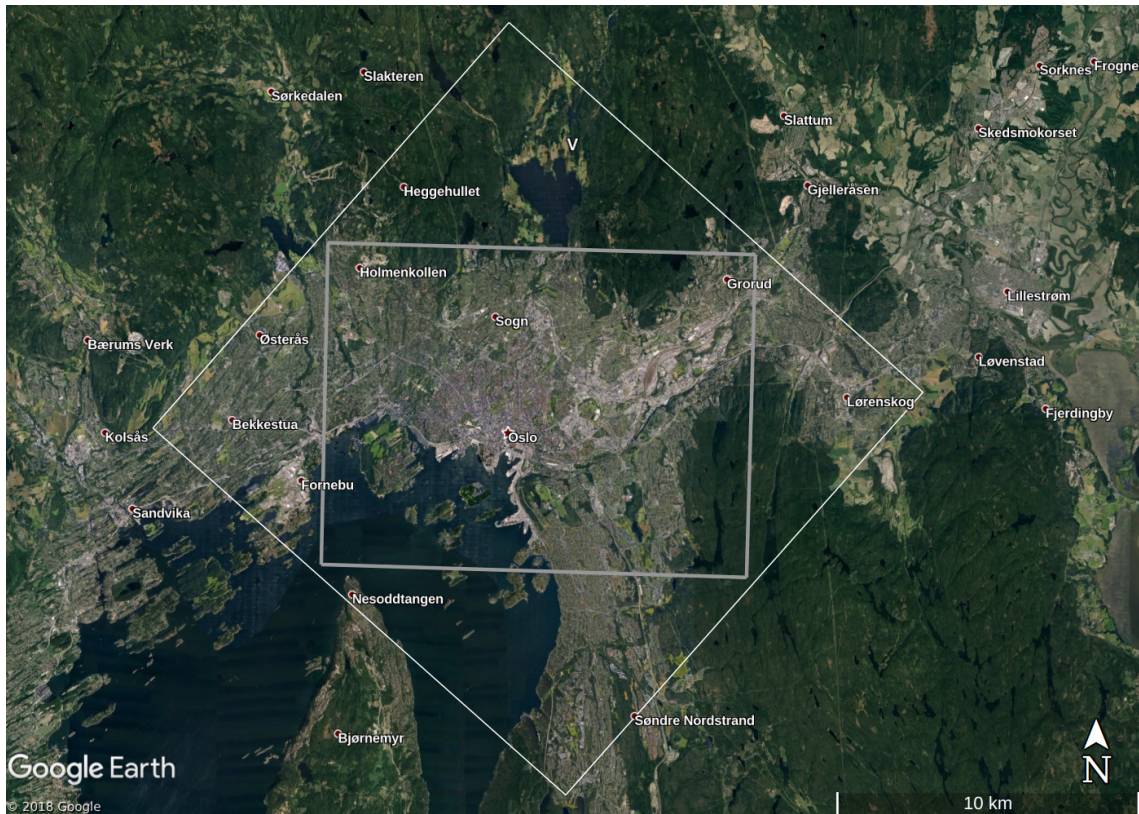 Slakteren
Sorknes
Frogne
Sørkedalen
Slattum
Skedsmokorset
V
Heggehullet
Gjelleråsen
Holmenkollen
Grorud
Lillestrøm
Sogn
Bærums Verk
Østerås
Løvenstad
Lørenskog
Fjerdingby
Bekkestua
Kolsås
Oslo
Fornebu
Sandvika
Nesoddtangen
Søndre Nordstrand
Bjørnemyr
N
Google Earth
© 2018 Google
10 km